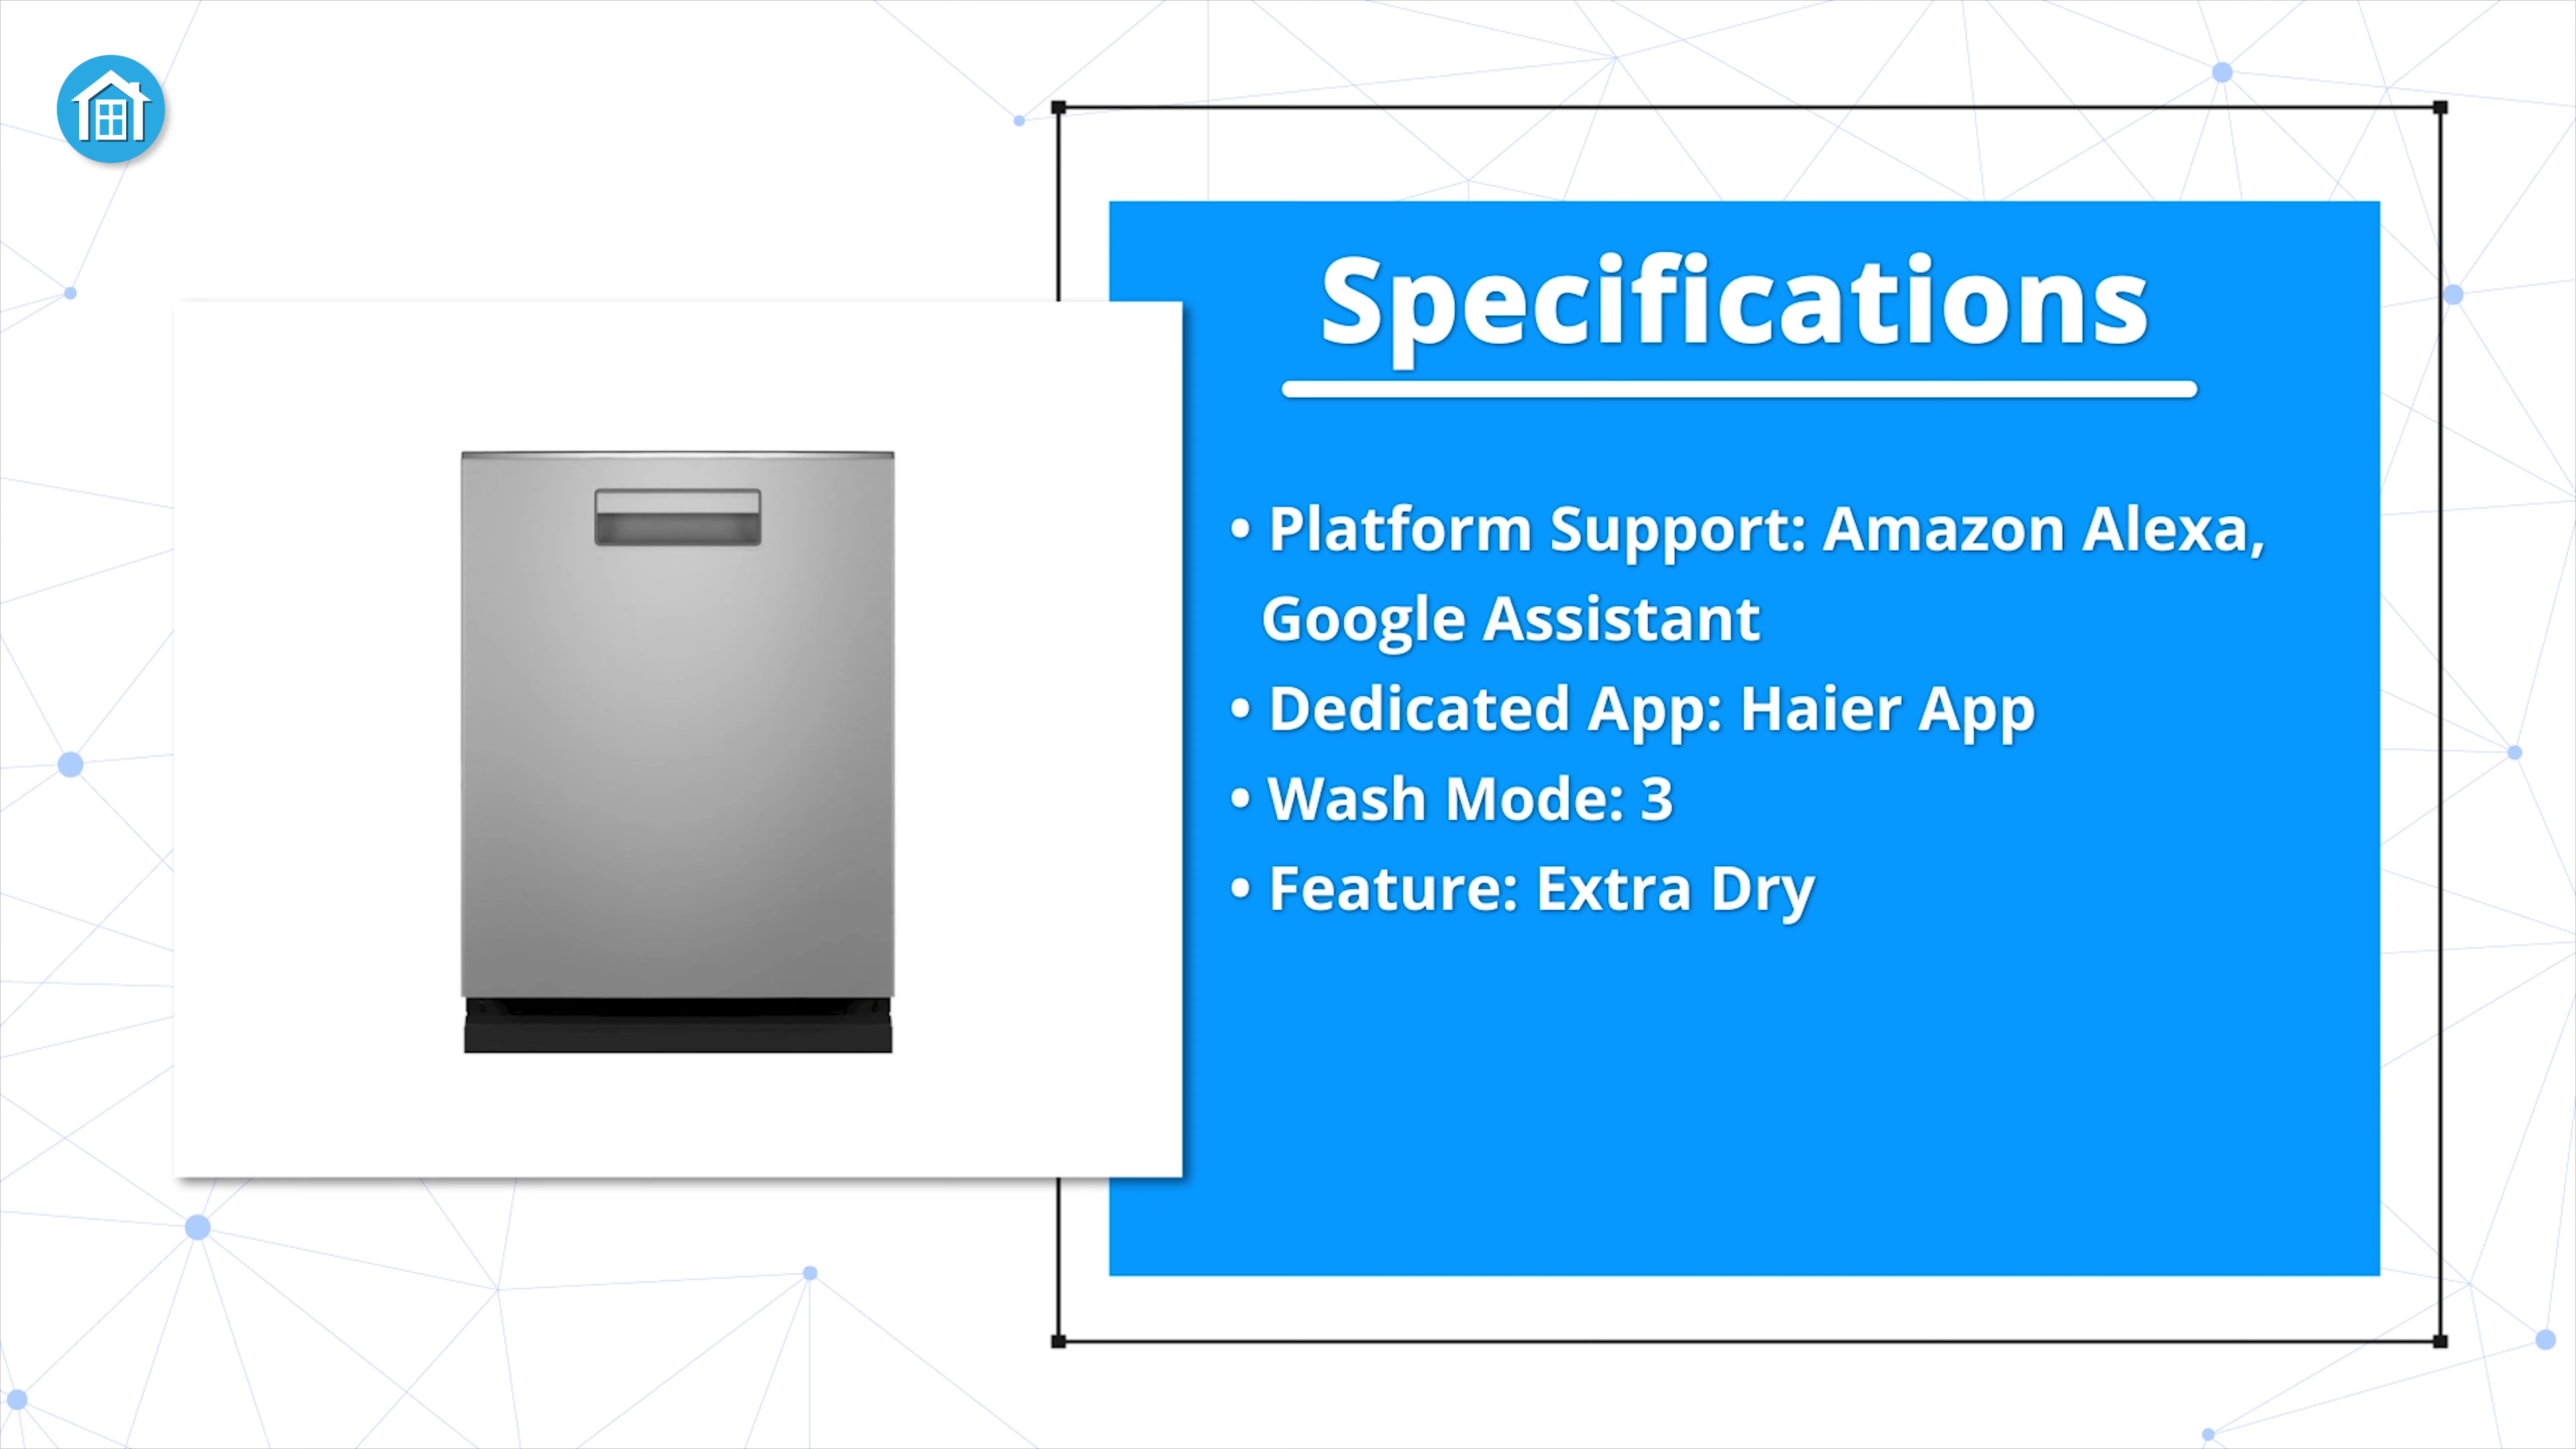 Specifications
• Platform Support: Amazon Alexa,
Google Assistant
• Dedicated App: Haier App
• Wash Mode: 3
• Feature: Extra Dry